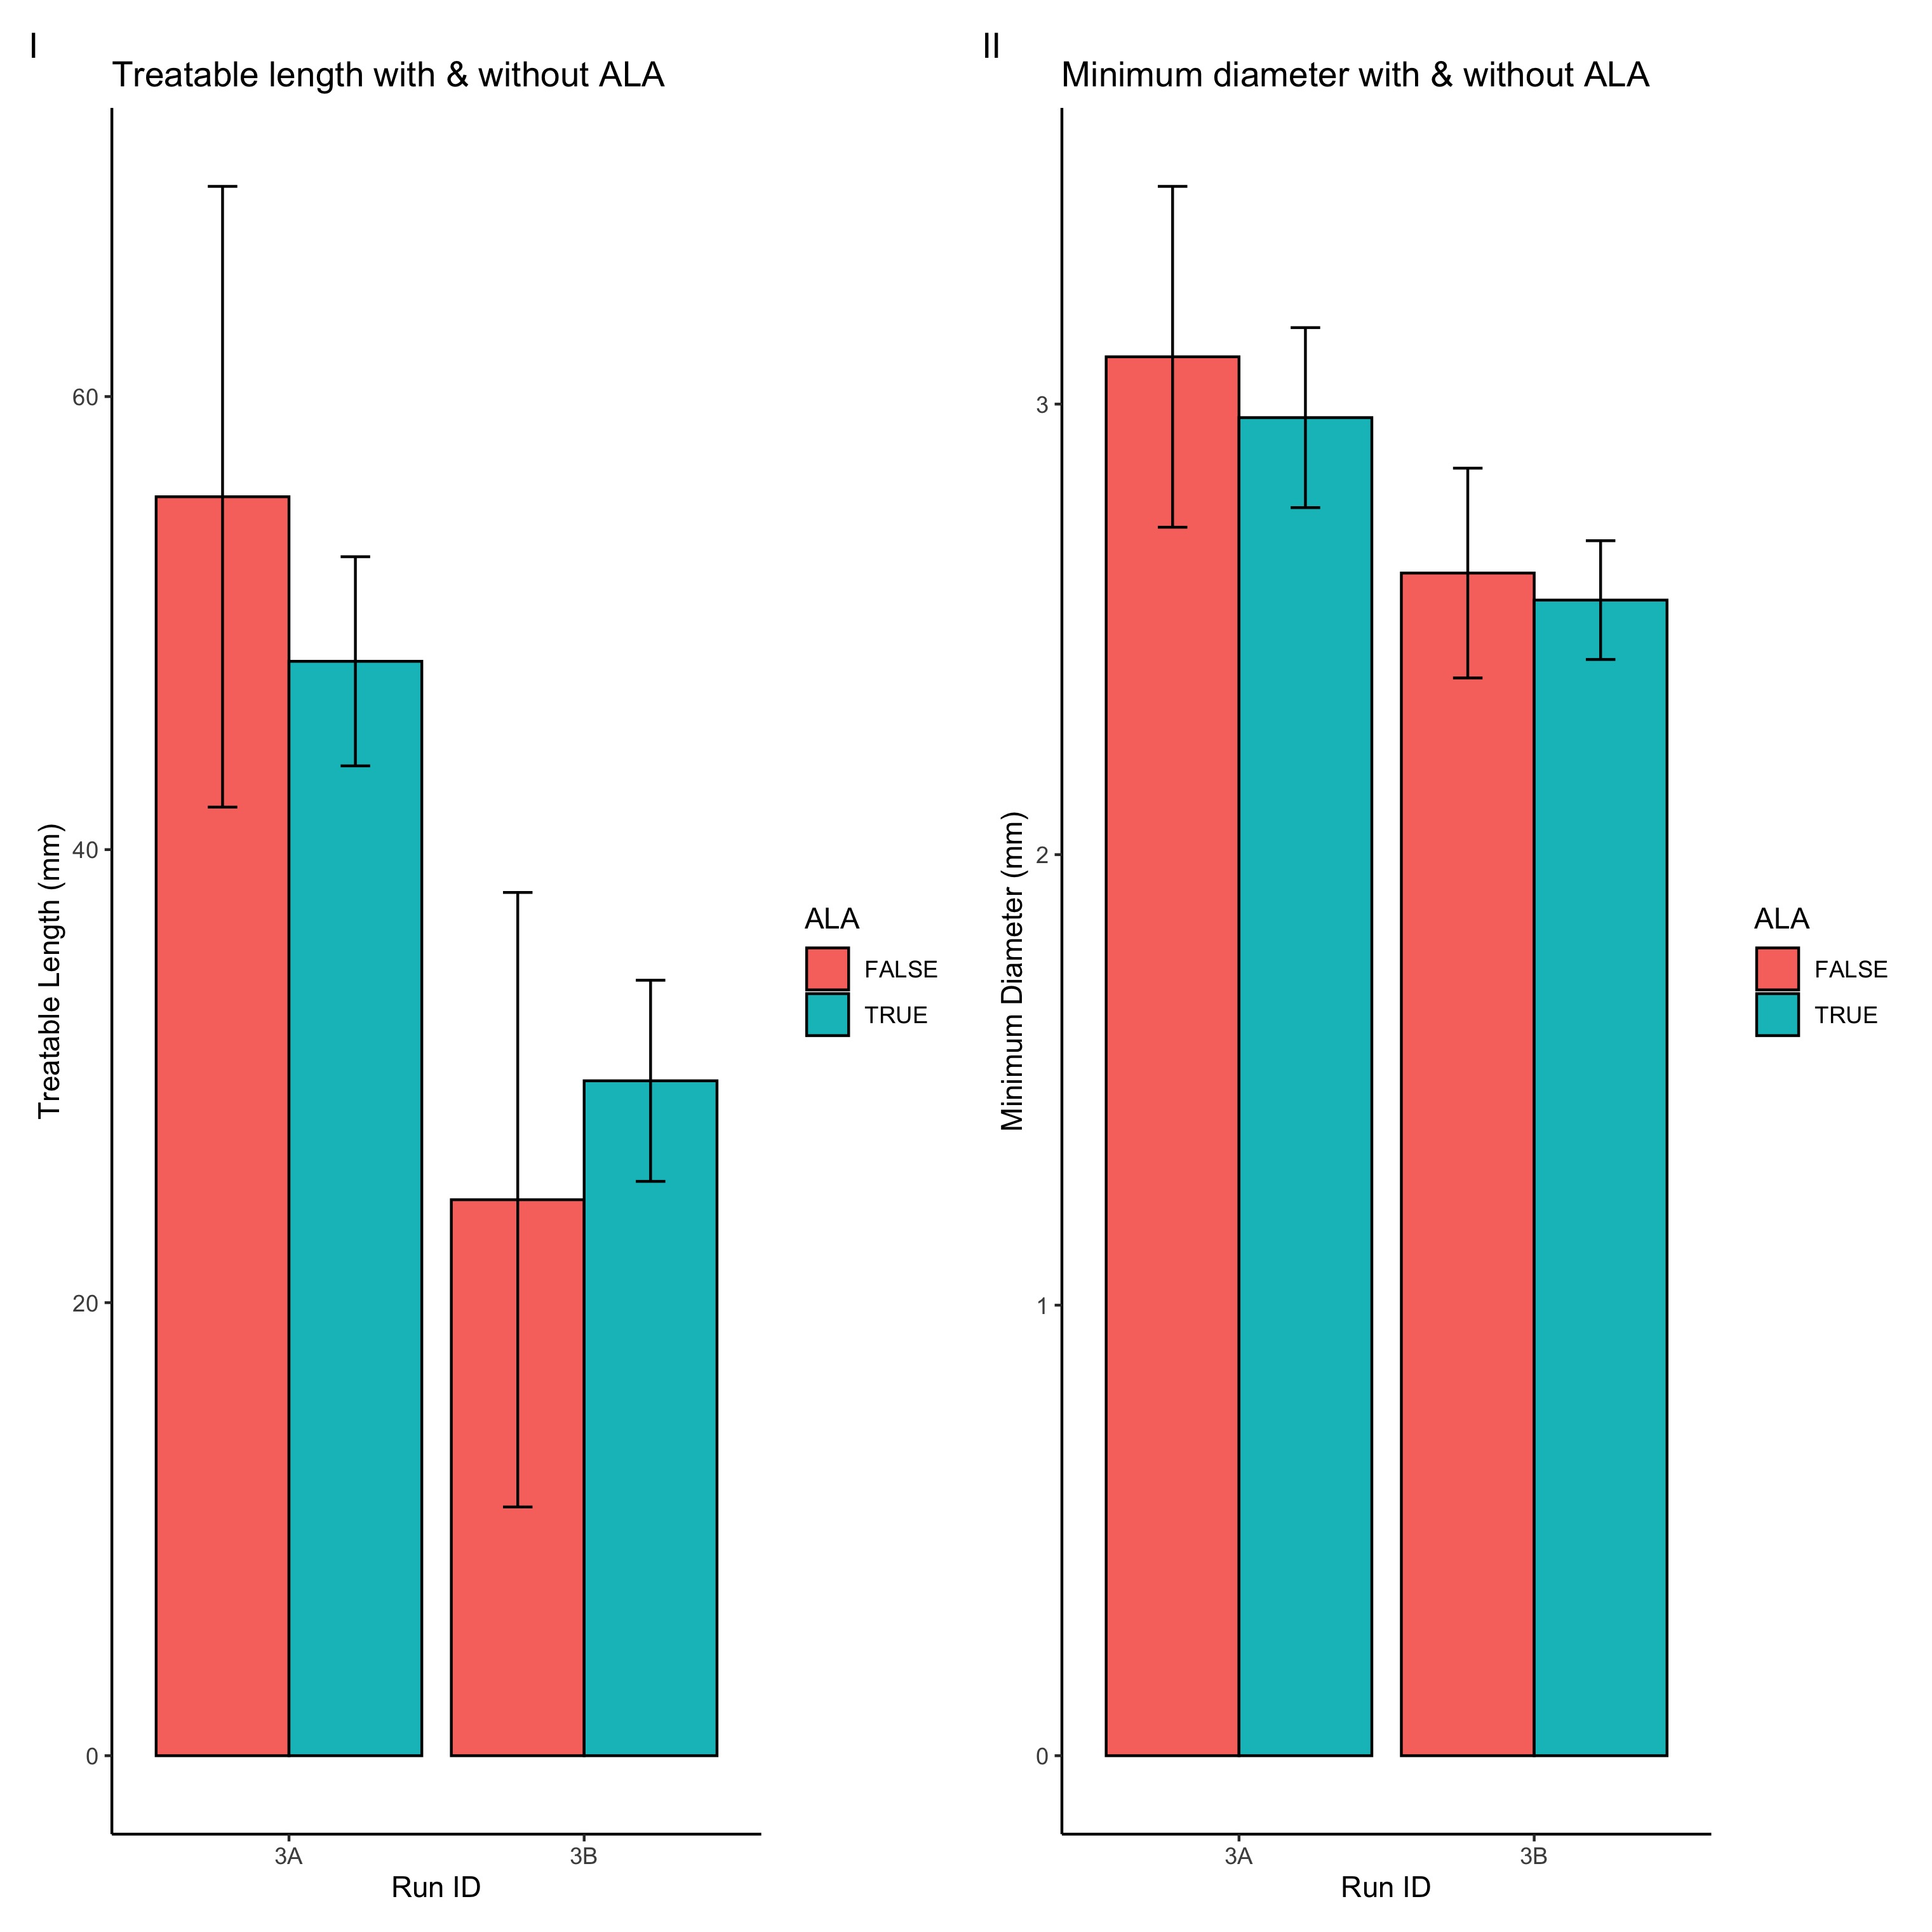 I
Treatable length with & without ALA
Treatable Length (mm)
60
40
20
0
3A
3B
Run ID
ALA
FALSE
TRUE
II
Minimum diameter with & without ALA
Minimum Diameter (mm)
3
2
1
0
3A
3B
Run ID
ALA
FALSE
TRUE